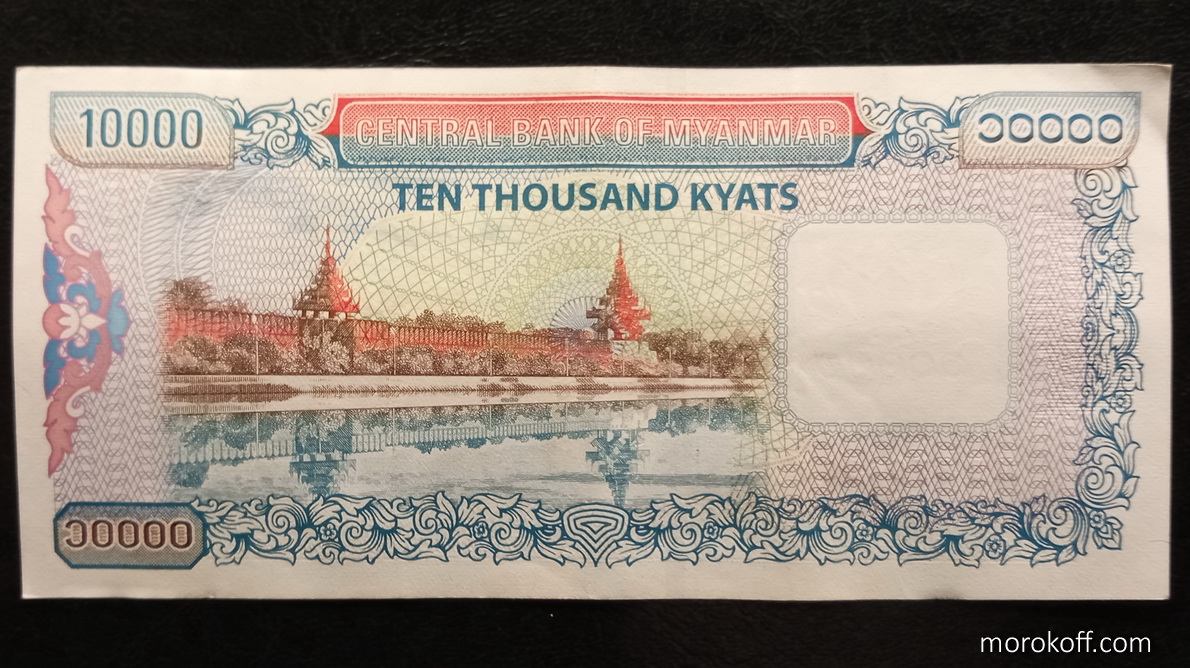 10000
CENTRAL BANK OF MYANMAR
၁၀၀၀၀
TEN THOUSAND KYATS
၁၀၀၀၀
morokoff.com